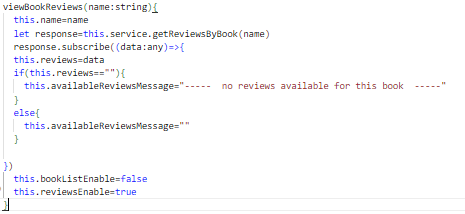 viewBookReviews(name:string){
this.name=name
let response=this.service.getReviewsByBook(name)
response.subscribe((data:any)=>{
this.reviews=data
if(this.reviews==""){
this.availableReviewsMessage="-----  no reviews available for this book  -----"
}
else{
this.availableReviewsMessage=""
}
})
this.bookListEnable=false
this.reviewsEnable=true
}